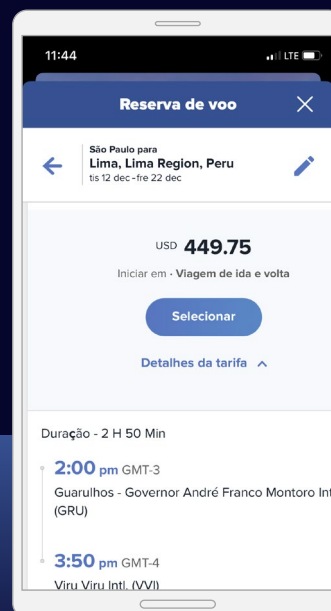 11:44
LTE
Reserva de voo
São Paulo para
Lima, Lima Region, Peru
tis 12 dec - fre 22 dec
USD 449.75
Iniciar em · Viagem de ida e volta
Selecionar
Detalhes da tarifa
Duração - 2 H 50 Min
2:00 pm GMT-3
Guarulhos - Governor André Franco Montoro Int
(GRU)
3:50 pm GMT-4
Viru Viru Intl. (VVI)